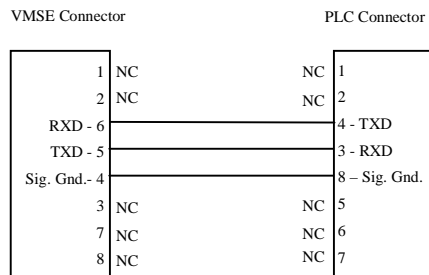 VMSE Connector PLC Connector
1 NC NC 1
2 NC NC 2
RXD - 6 4 - TXD
TXD - 5 3 - RXD
Sig. Gnd.- 4 8 – Sig. Gnd.
3 NC NC 5
7 NC NC 6
8 NC NC 7